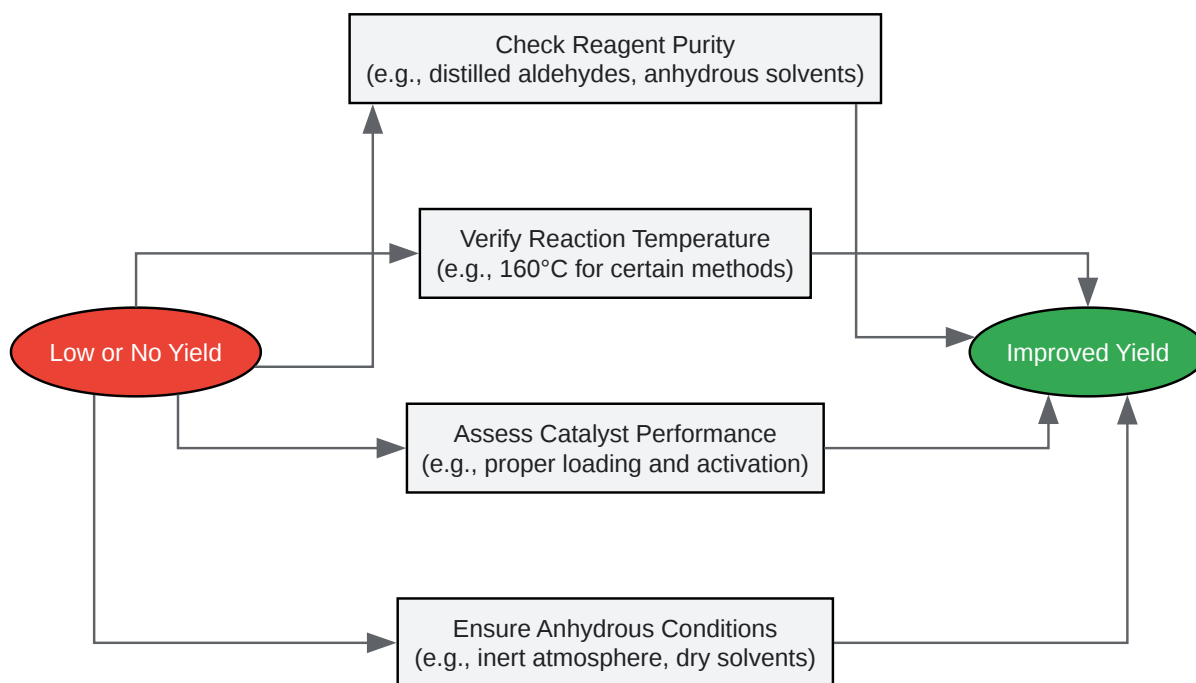 Check Reagent Purity
(e.g., distilled aldehydes, anhydrous solvents)
Verify Reaction Temperature
(e.g., 160°C for certain methods)
Low or No Yield
Improved Yield
Assess Catalyst Performance
(e.g., proper loading and activation)
Ensure Anhydrous Conditions
(e.g., inert atmosphere, dry solvents)